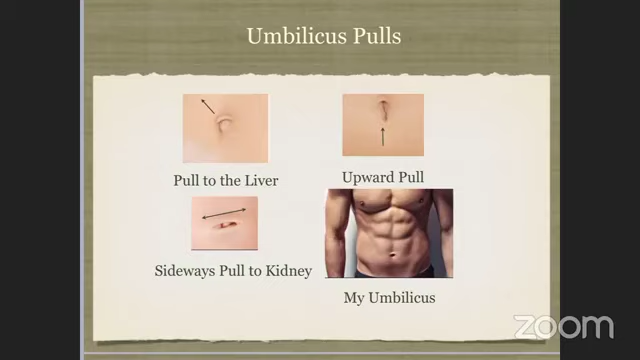 Umbilicus Pulls
Pull to the Liver
Upward Pull
Sideways Pull to Kidney
My Umbilicus
zoom